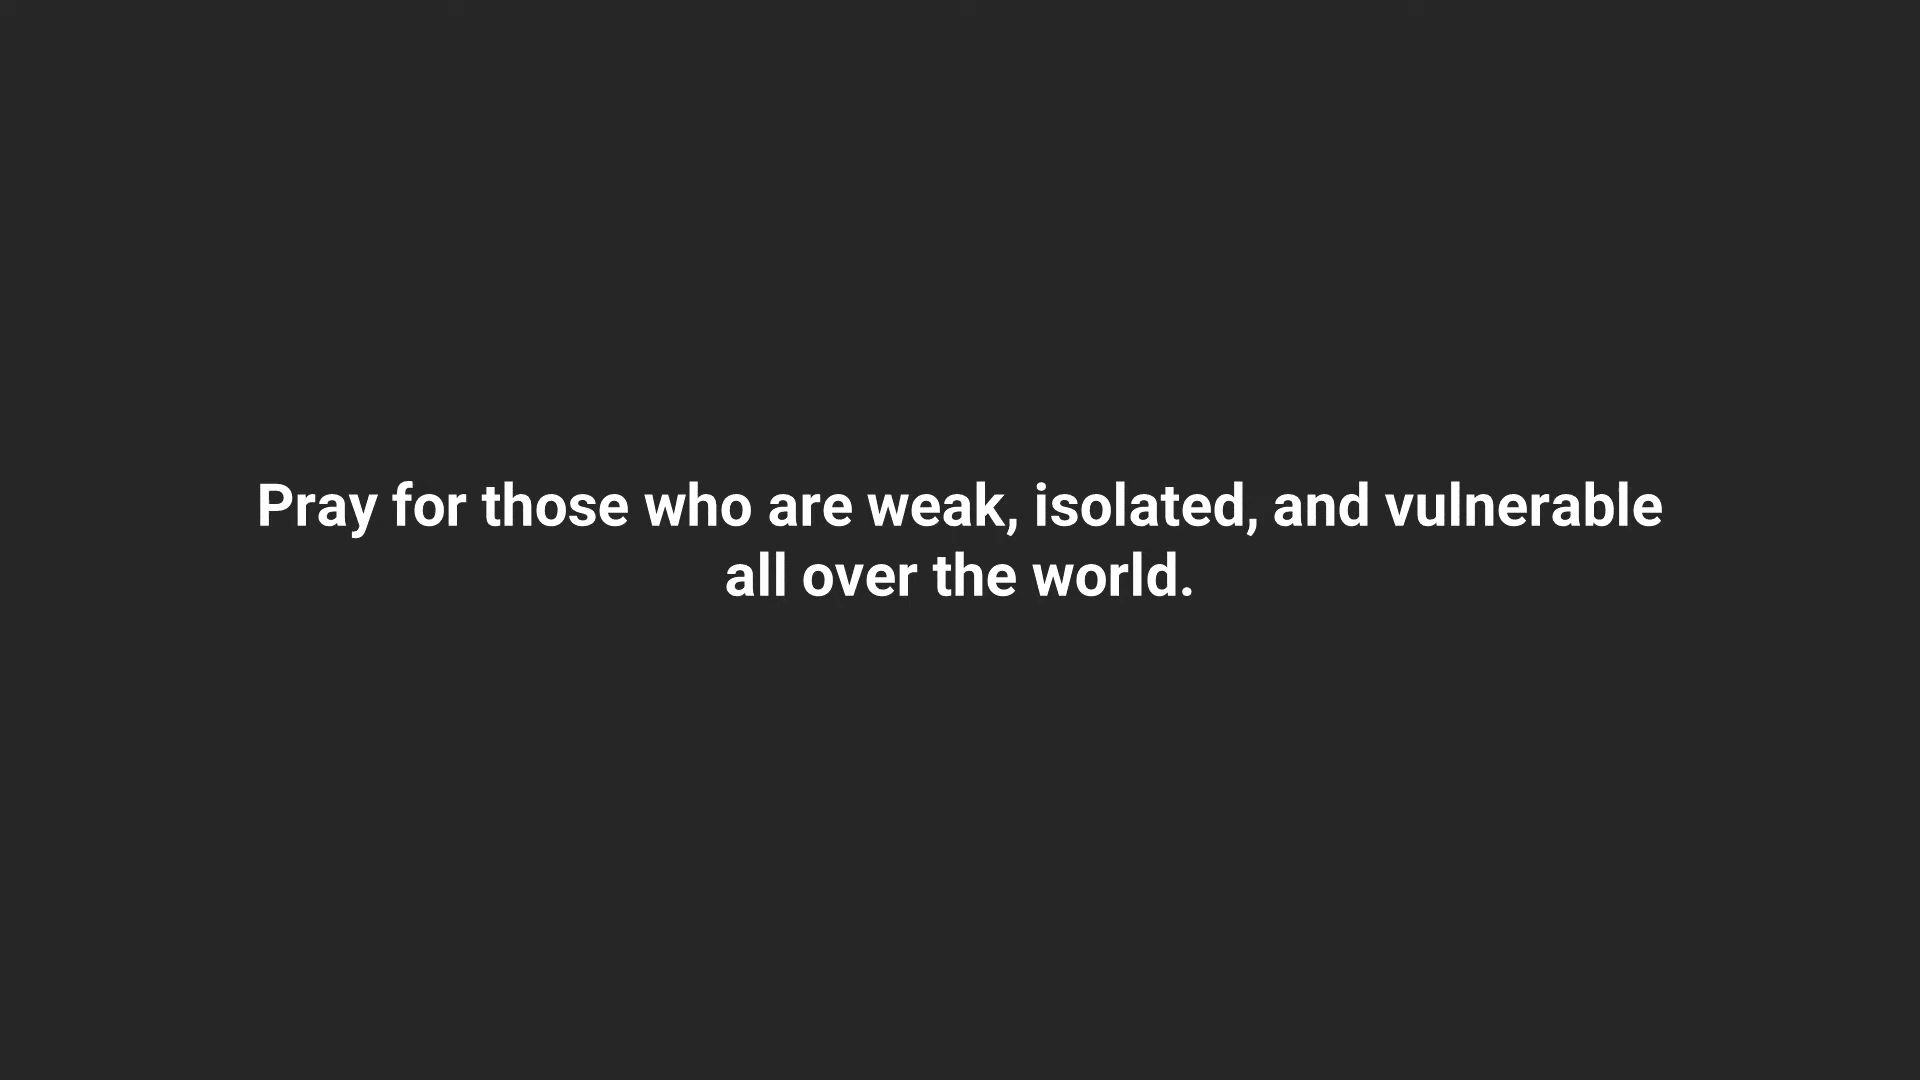 Pray for those who are weak, isolated, and vulnerable
all over the world.